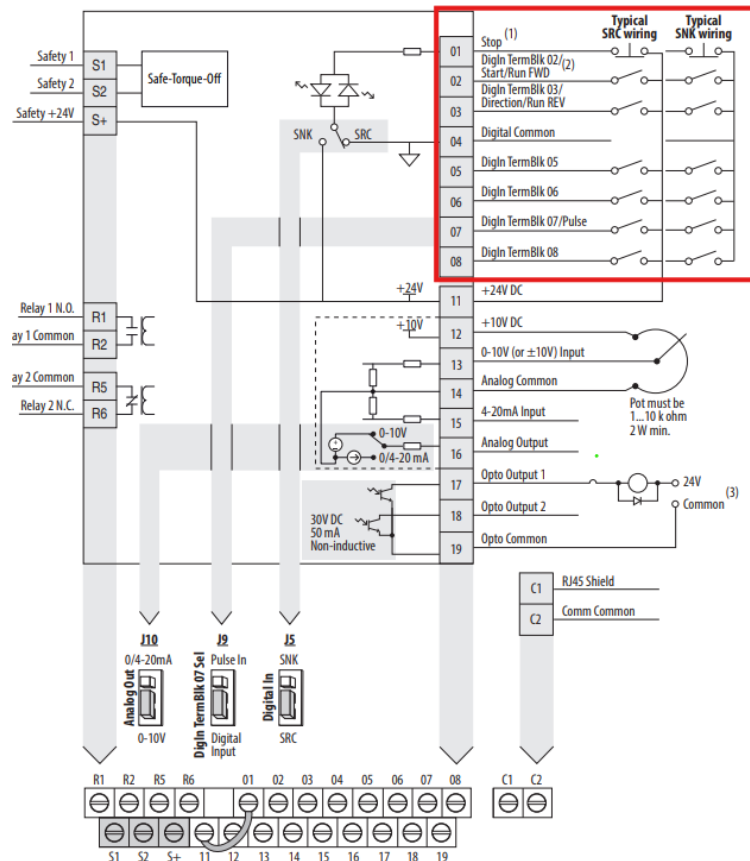 Typical SRC wiring
Typical SNK wiring
Safety 1
S1
Safety 2
S2
Safety +24V
S+
Safe-Torque-Off
SNK
SRC
01
Stop (1)
02
DigIn TermBlk 02/
Start/Run FWD (2)
03
DigIn TermBlk 03/
Direction/Run REV
04
Digital Common
05
DigIn TermBlk 05
06
DigIn TermBlk 06
07
DigIn TermBlk 07/Pulse
08
DigIn TermBlk 08
+24V
11
+24V DC
+10V
12
+10V DC
13
0-10V (or ±10V) Input
14
Analog Common
15
4-20mA Input
16
Analog Output
17
Opto Output 1
18
Opto Output 2
19
Opto Common
Pot must be
1...10 k ohm
2 W min.
24V
Common (3)
Relay 1 N.O.
R1
ay 1 Common
R2
ay 2 Common
R5
Relay 2 N.C.
R6
0-10V
0/4-20 mA
30V DC
50 mA
Non-inductive
C1
RJ45 Shield
C2
Comm Common
J10
0/4-20mA
Analog Out
0-10V
J9
Pulse In
DigIn TermBlk 07 Sel
Digital
Input
J5
SNK
Digital In
SRC
R1 R2 R5 R6 01 02 03 04 05 06 07 08
C1 C2
S1 S2 S+ 11 12 13 14 15 16 17 18 19